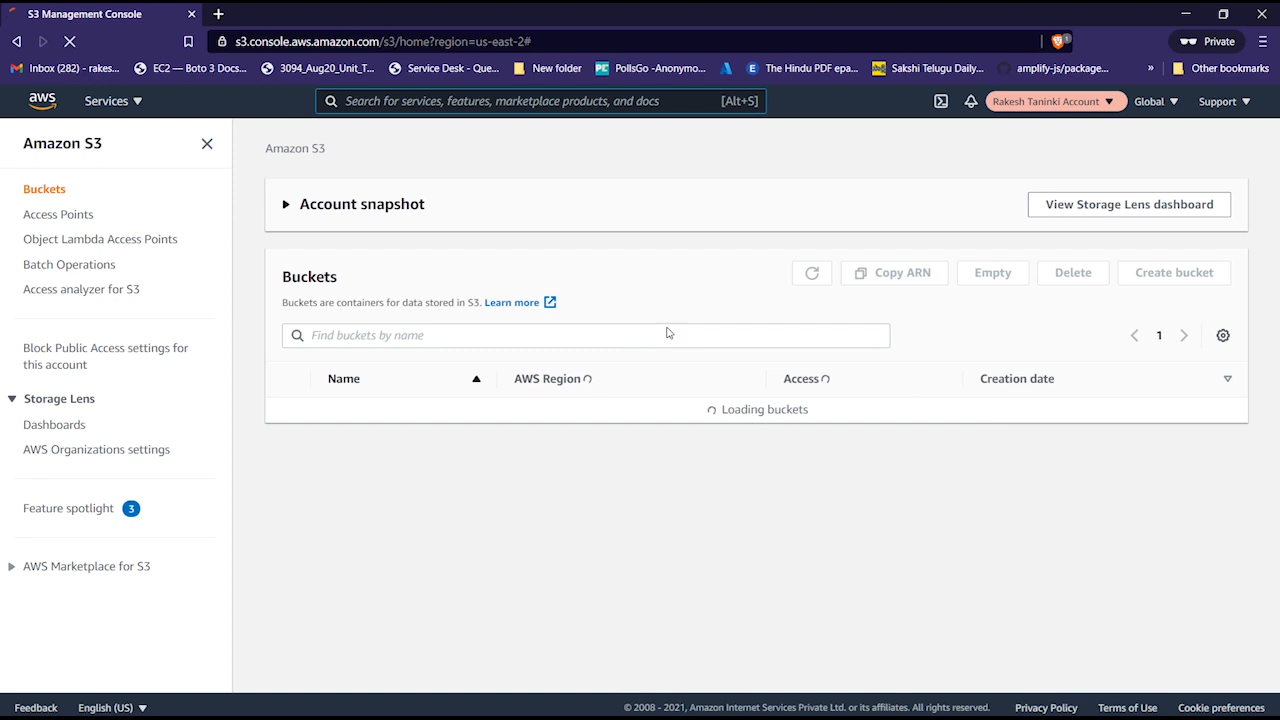 S3 Management Console
s3.console.aws.amazon.com/s3/home?region=us-east-2#
Private
Inbox (282) - rakes...
EC2 — Boto 3 Docs...
3094_Aug20_Unit_T...
Service Desk - Que...
New folder
PollsGo -Anonymo...
The Hindu PDF epa...
Sakshi Telugu Daily...
amplify-js/package...
»
Other bookmarks
aws
Services
Search for services, features, marketplace products, and docs
[Alt+S]
Rakesh Taninki Account
Global
Support
Amazon S3
Buckets
Access Points
Object Lambda Access Points
Batch Operations
Access analyzer for S3
Block Public Access settings for
this account
Storage Lens
Dashboards
AWS Organizations settings
Feature spotlight 3
AWS Marketplace for S3
Amazon S3
Account snapshot
View Storage Lens dashboard
Buckets
Copy ARN
Empty
Delete
Create bucket
Buckets are containers for data stored in S3. Learn more
Find buckets by name
1
Name
AWS Region
Access
Creation date
Loading buckets
Feedback
English (US)
© 2008 - 2021, Amazon Internet Services Private Ltd. or its affiliates. All rights reserved.
Privacy Policy
Terms of Use
Cookie preferences